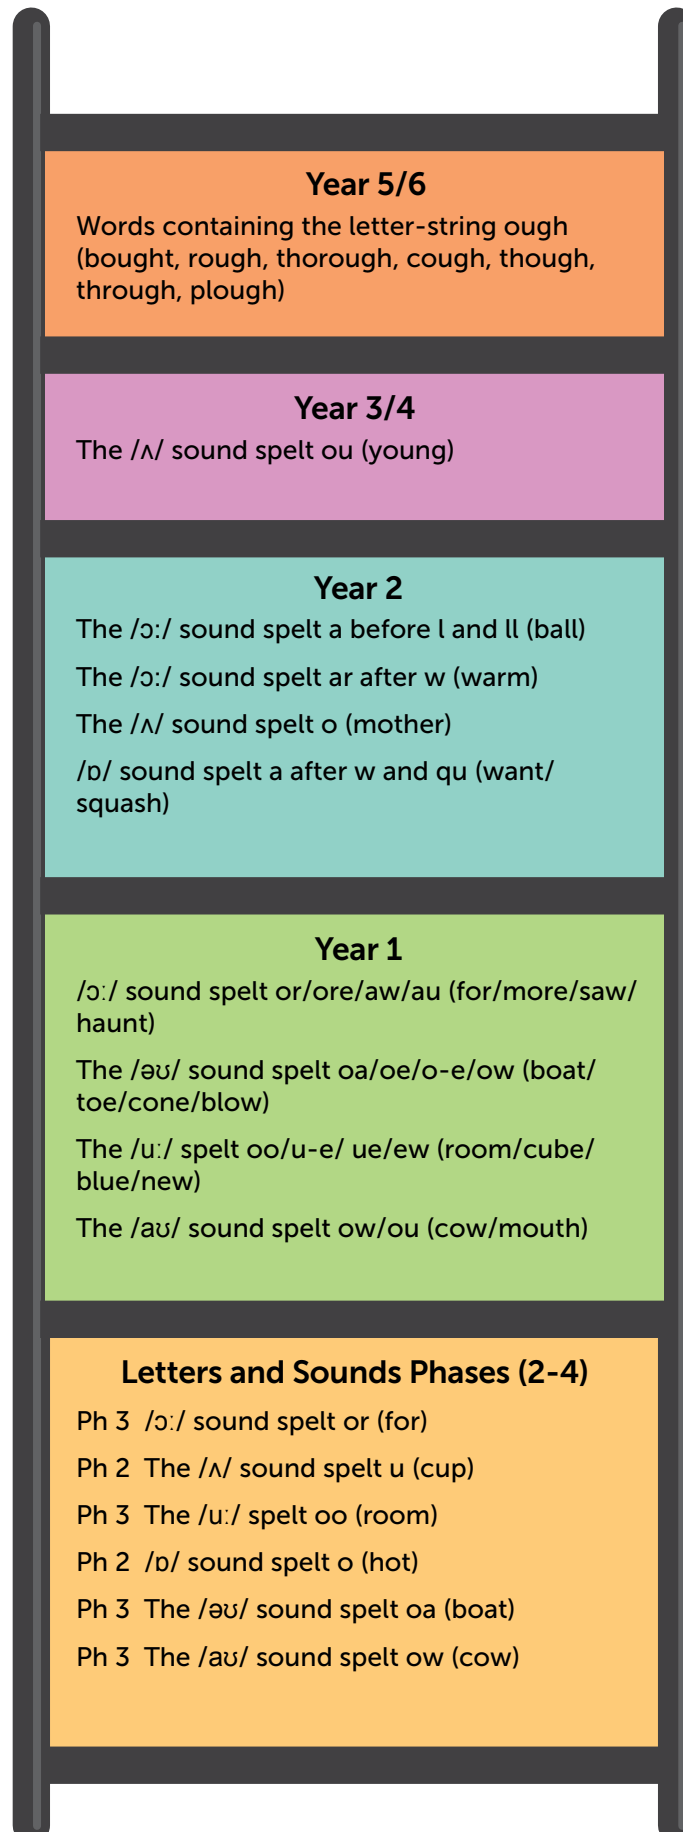 Year 5/6
Words containing the letter-string ough
(bought, rough, thorough, cough, though,
through, plough)
Year 3/4
The /ʌ/ sound spelt ou (young)
Year 2
The /ɔ:/ sound spelt a before l and ll (ball)
The /ɔ:/ sound spelt ar after w (warm)
The /ʌ/ sound spelt o (mother)
/ɒ/ sound spelt a after w and qu (want/
squash)
Year 1
/ɔː/ sound spelt or/ore/aw/au (for/more/saw/
haunt)
The /əʊ/ sound spelt oa/oe/o-e/ow (boat/
toe/cone/blow)
The /uː/ spelt oo/u-e/ ue/ew (room/cube/
blue/new)
The /aʊ/ sound spelt ow/ou (cow/mouth)
Letters and Sounds Phases (2-4)
Ph 3 /ɔː/ sound spelt or (for)
Ph 2 The /ʌ/ sound spelt u (cup)
Ph 3 The /uː/ spelt oo (room)
Ph 2 /ɒ/ sound spelt o (hot)
Ph 3 The /əʊ/ sound spelt oa (boat)
Ph 3 The /aʊ/ sound spelt ow (cow)